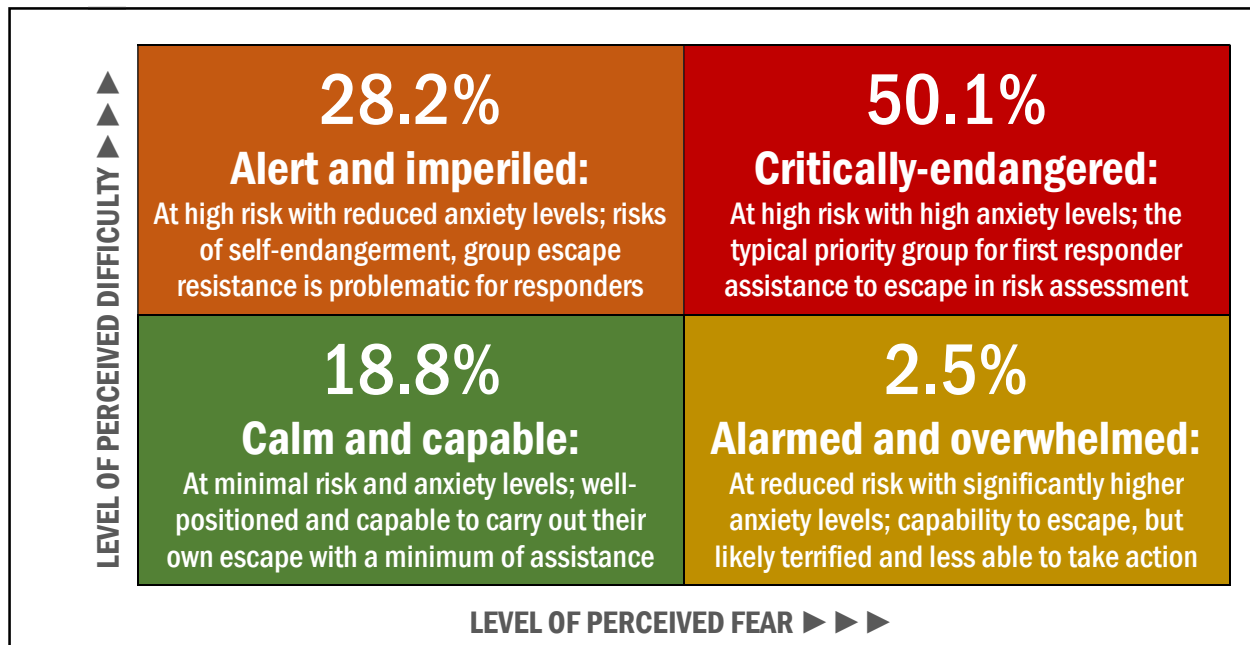 LEVEL OF PERCEIVED DIFFICULTY ▶ ▶ ▶
28.2%
Alert and imperiled:
At high risk with reduced anxiety levels; risks
of self-endangerment, group escape
resistance is problematic for responders
50.1%
Critically-endangered:
At high risk with high anxiety levels; the
typical priority group for first responder
assistance to escape in risk assessment
18.8%
Calm and capable:
At minimal risk and anxiety levels; well-
positioned and capable to carry out their
own escape with a minimum of assistance
2.5%
Alarmed and overwhelmed:
At reduced risk with significantly higher
anxiety levels; capability to escape, but
likely terrified and less able to take action
LEVEL OF PERCEIVED FEAR ▶ ▶ ▶